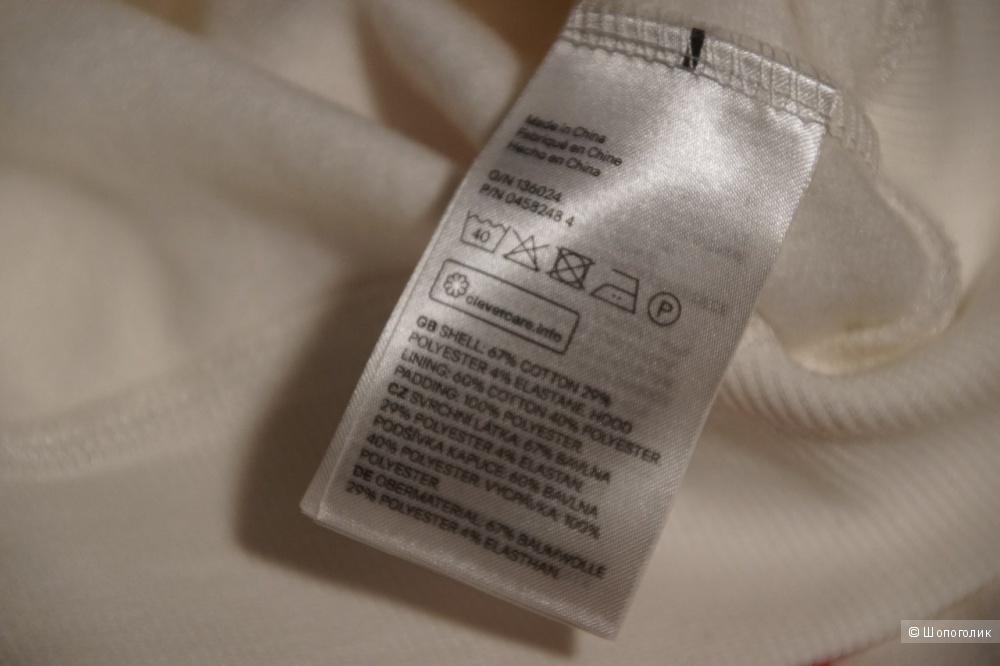 Made in China
Fabriqué en Chine
Hecho en China
O/N 136024
P/N 0458248 4
40
P
clevercare.info
GB SHELL: 67% COTTON 29%
POLYESTER 4% ELASTANE. HOOD
LINING: 60% COTTON 40% POLYESTER.
PADDING: 100% POLYESTER
CZ SVRCHNÍ LÁTKA: 67% BAVLNA
29% POLYESTER 4% ELASTAN.
PODŠÍVKA KAPUCE: 60% BAVLNA
40% POLYESTER. VYCPÁVKA: 100%
POLYESTER
DE OBERMATERIAL: 67% BAUMWOLLE
29% POLYESTER 4% ELASTHAN.
© Шопоголик